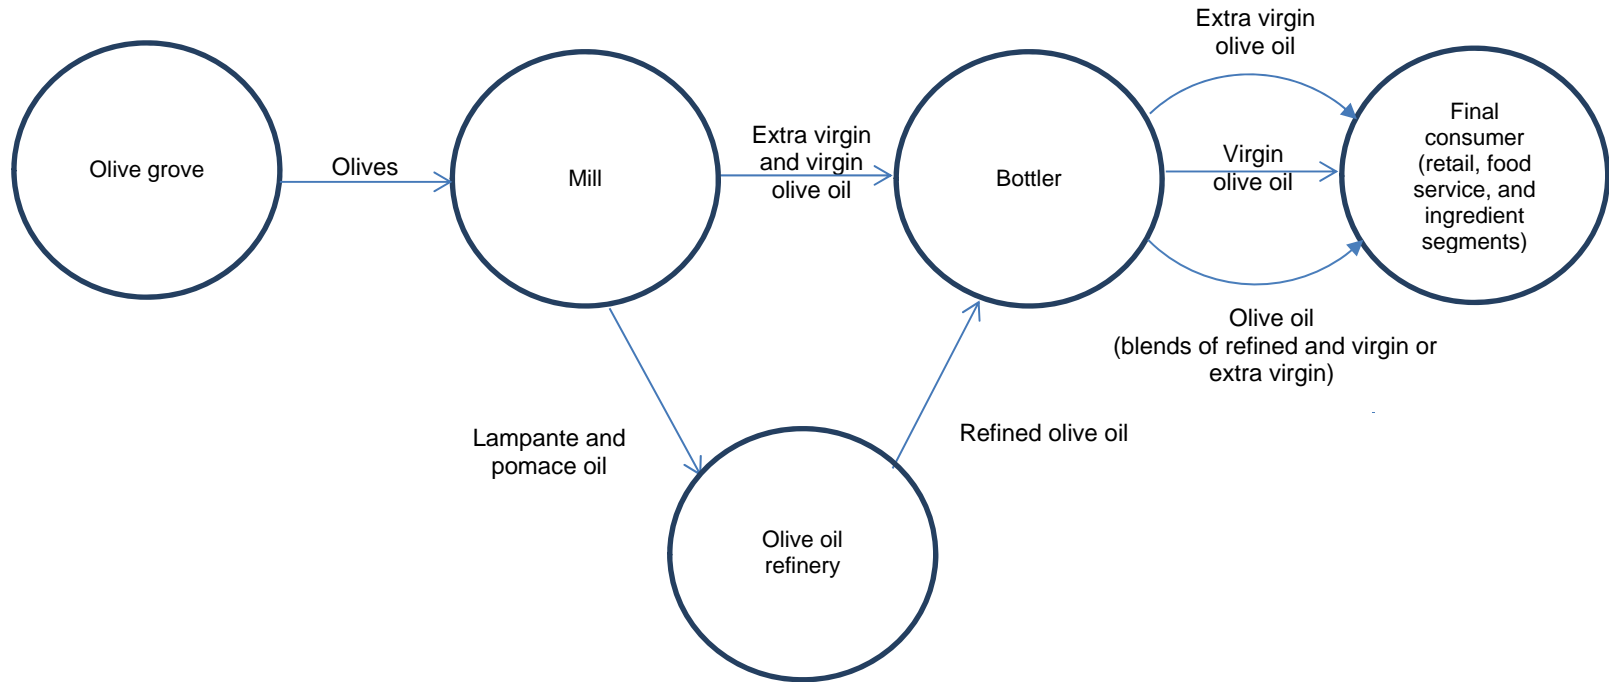 Extra virgin
olive oil
Olive grove
Olives
Mill
Extra virgin
and virgin
olive oil
Bottler
Virgin
olive oil
Final
consumer
(retail, food
service, and
ingredient
segments)
Olive oil
(blends of refined and virgin or
extra virgin)
Lampante and
pomace oil
Refined olive oil
Olive oil
refinery